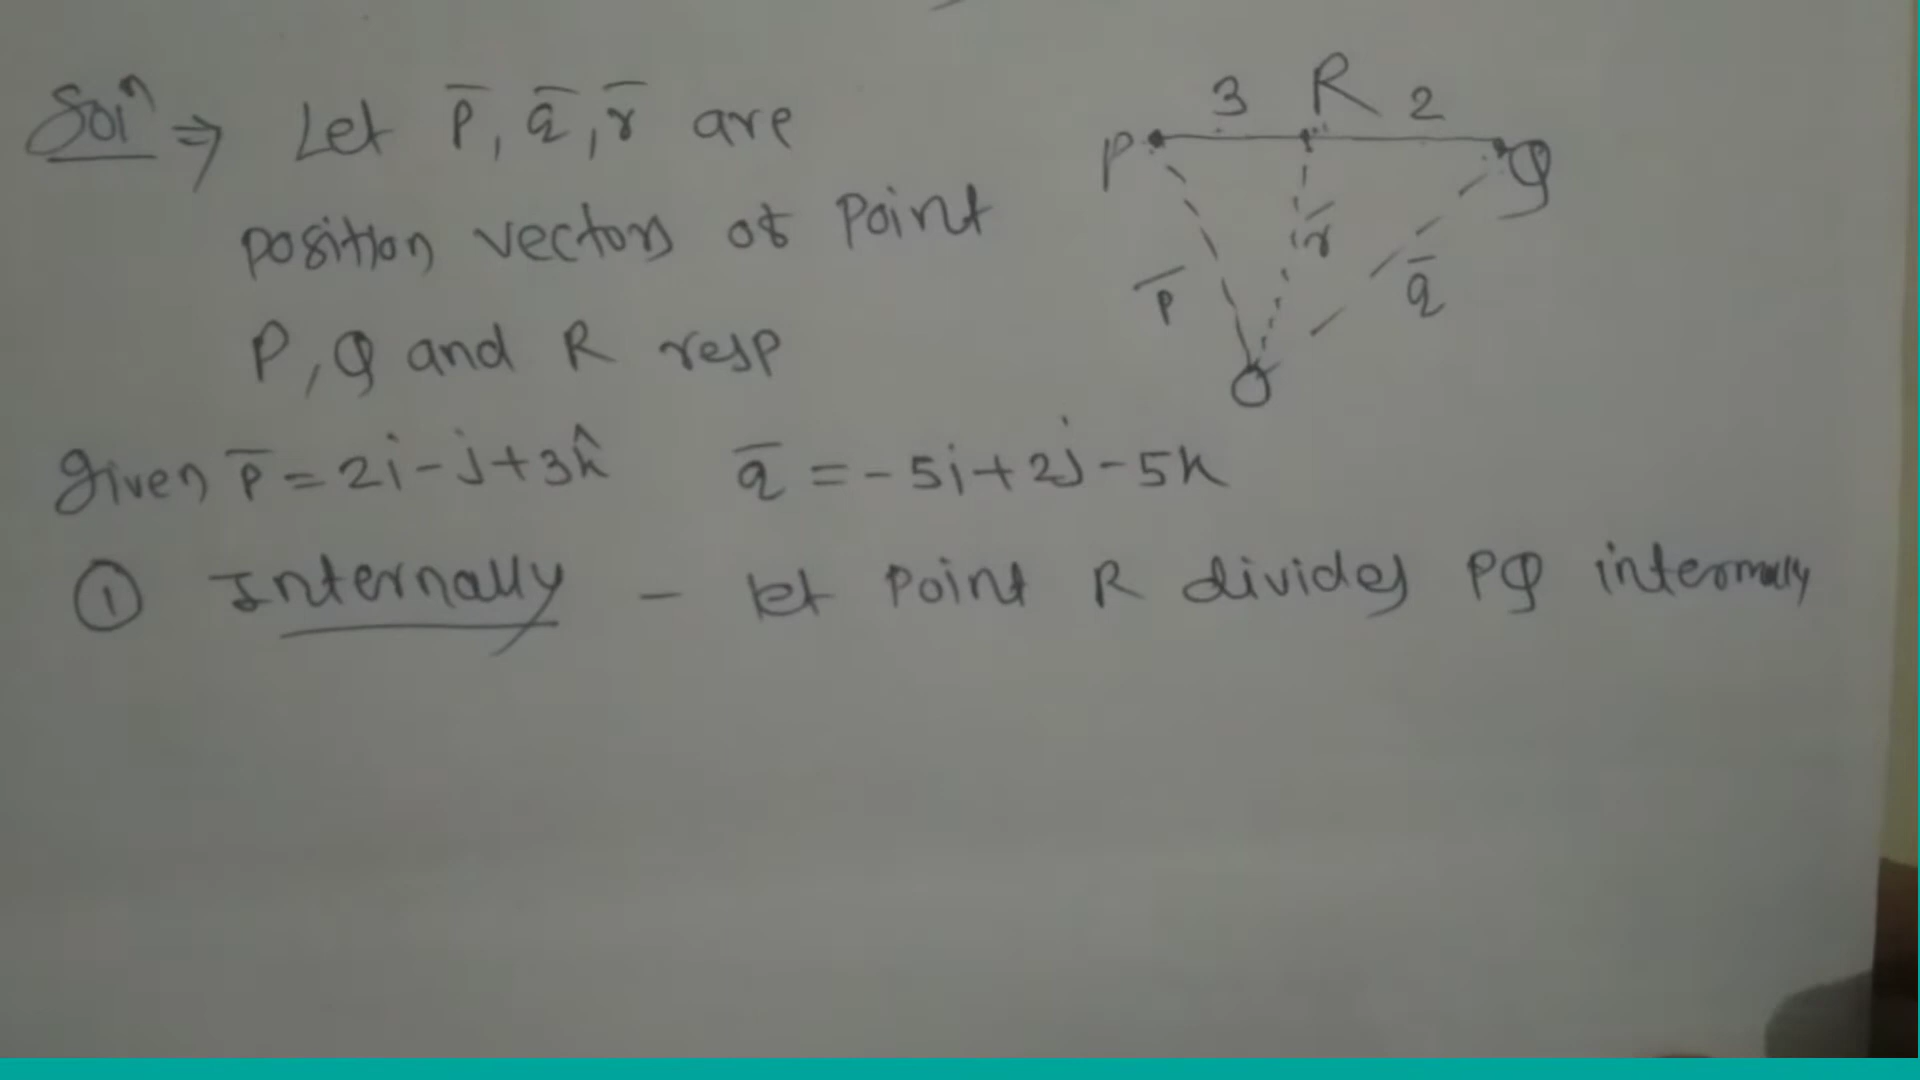 Solⁿ ⇒ Let p̅, q̅, r̅ are
position vectors of point
P, Q and R resp
given p̅ = 2i - j + 3k̂ q̅ = - 5i + 2j - 5k
① Internally - let point R divides PQ internally
3 R 2
P Q
r̅
p̅ q̅
O